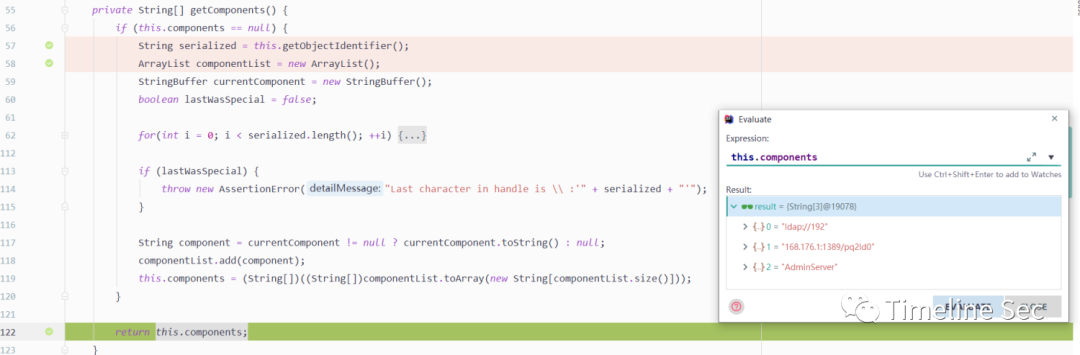 55 private String[] getComponents() {
56 if (this.components == null) {
57 String serialized = this.getObjectIdentifier();
58 ArrayList componentList = new ArrayList();
59 StringBuffer currentComponent = new StringBuffer();
60 boolean lastWasSpecial = false;
61
62 for(int i = 0; i < serialized.length(); ++i) {...}
112
113 if (lastWasSpecial) {
114 throw new AssertionError( detailMessage: "Last character in handle is \\ :'" + serialized + "'");
115 }
116
117 String component = currentComponent != null ? currentComponent.toString() : null;
118 componentList.add(component);
119 this.components = (String[])((String[])componentList.toArray(new String[componentList.size()]));
120 }
121
122 return this.components;
123 }
Evaluate
Expression:
this.components
Use Ctrl+Shift+Enter to add to Watches
Result:
result = {String[3]@19078}
0 = "ldap://192"
1 = "168.176.1:1389/pq2ld0"
2 = "AdminServer"
EVALUATE
CLOSE
Timeline Sec